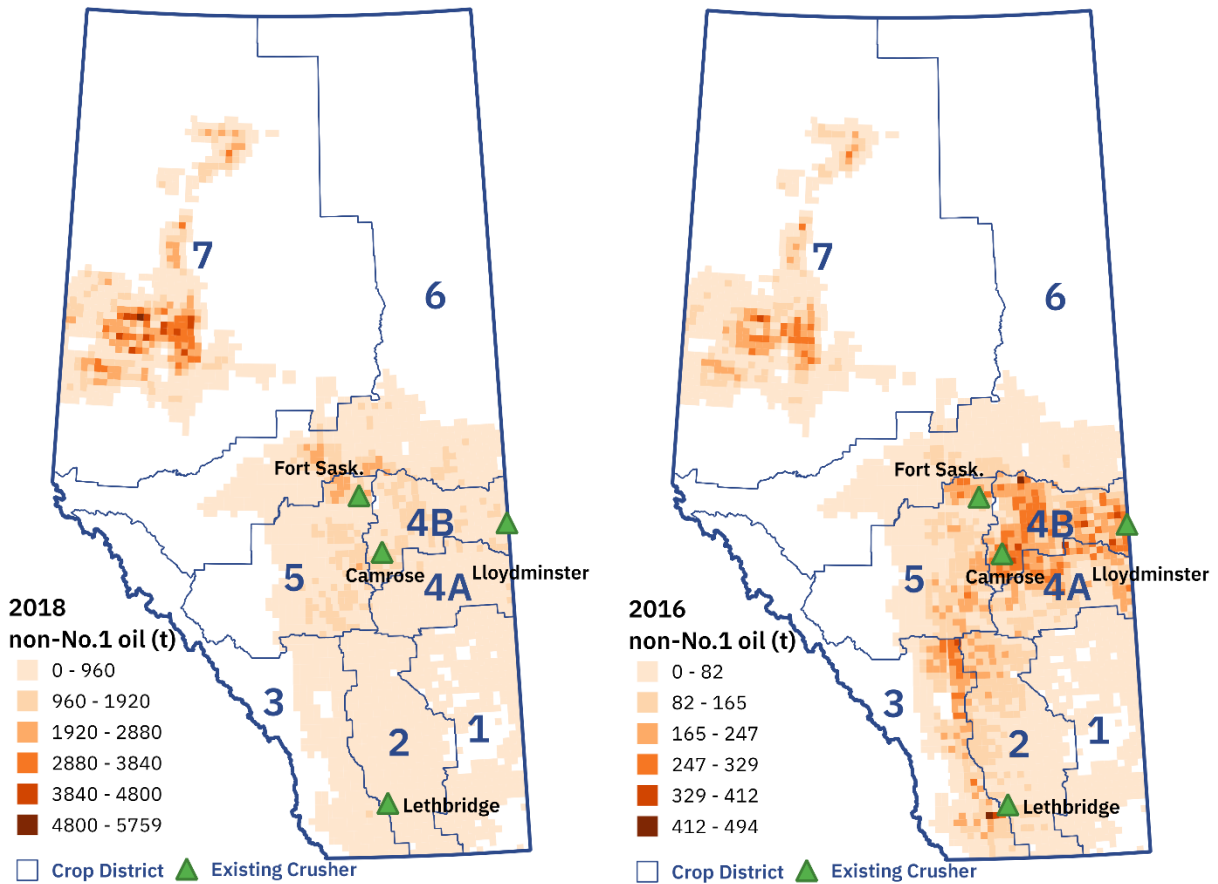 7
6
Fort Sask.
4B
Camrose
Lloydminster
5
4A
2018
non-No.1 oil (t)
0 - 960
960 - 1920
1920 - 2880
2880 - 3840
3840 - 4800
4800 - 5759
3
2
1
Lethbridge
Crop District
Existing Crusher
7
6
Fort Sask.
4B
Camrose
Lloydminster
5
4A
2016
non-No.1 oil (t)
0 - 82
82 - 165
165 - 247
247 - 329
329 - 412
412 - 494
3
2
1
Lethbridge
Crop District
Existing Crusher